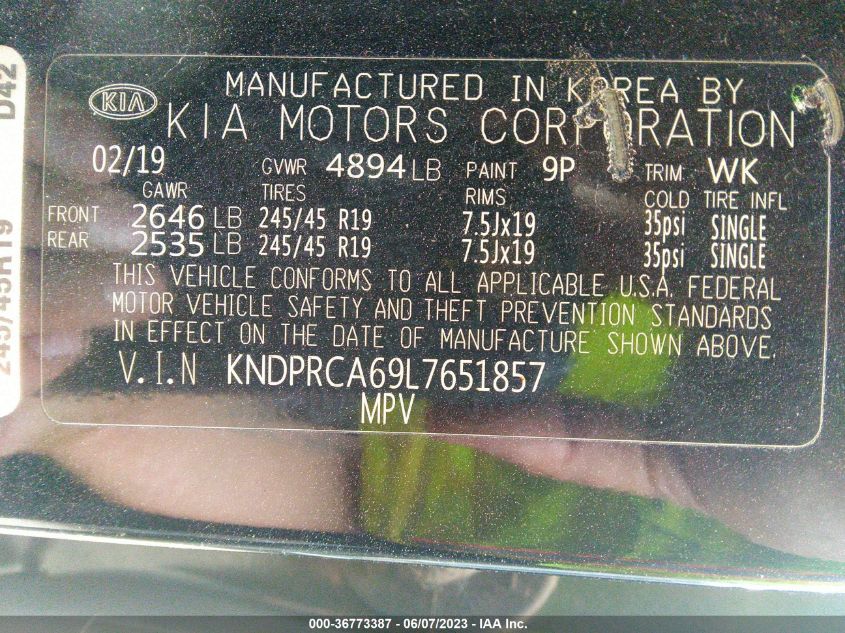 MANUFACTURED IN KOREA BY
KIA
KIA MOTORS CORPORATION
02/19 GVWR 4894 LB PAINT 9P TRIM WK
GAWR TIRES RIMS COLD TIRE INFL
FRONT 2646 LB 245/45 R19 7.5Jx19 35psi SINGLE
REAR 2535 LB 245/45 R19 7.5Jx19 35psi SINGLE
THIS VEHICLE CONFORMS TO ALL APPLICABLE U.S.A. FEDERAL
MOTOR VEHICLE SAFETY AND THEFT PREVENTION STANDARDS
IN EFFECT ON THE DATE OF MANUFACTURE SHOWN ABOVE.
V.I.N KNDPRCA69L7651857
MPV
D42
245/45R19
000-36773387 - 06/07/2023 - IAA Inc.